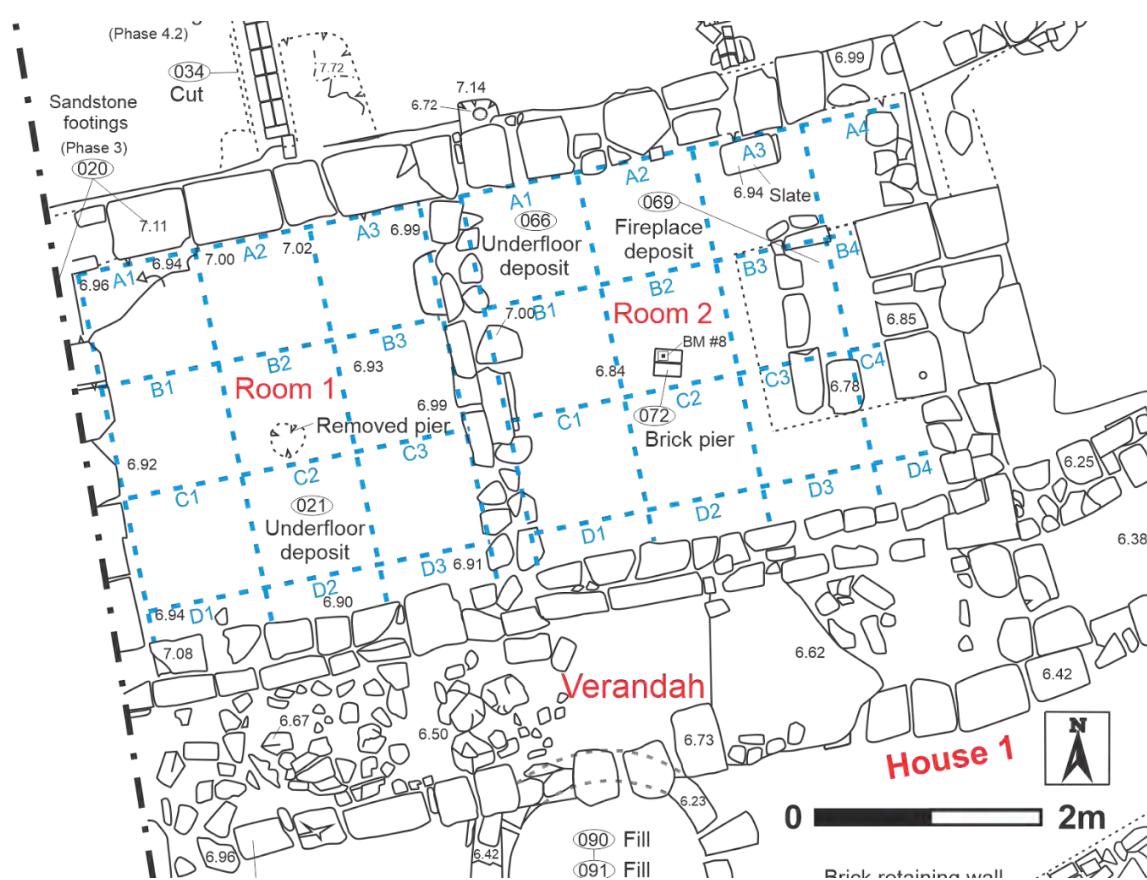 (Phase 4.2)
034
Cut
7.72
6.99
7.14
6.72
Sandstone
footings
(Phase 3)
020
7.11
A4
A3
6.94 Slate
A2
A1
069
Fireplace
deposit
066
Underfloor
deposit
A3
6.99
A2
7.02
7.00
6.94
A1
6.96
B4
B3
B2
B1
7.00
Room 2
6.85
BM #8
6.84
B3
B2
B1
6.93
Room 1
6.99
C4
C3
6.78
C2
C1
072
Brick pier
Removed pier
6.92
C3
C2
C1
021
Underfloor
deposit
6.25
D4
D3
D2
D1
6.38
6.91
D3
D2
D1
6.90
6.94
7.08
6.62
6.42
Verandah
6.67
6.50
6.73
House 1
N
6.23
0
2m
090 Fill
091 Fill
6.96
6.42